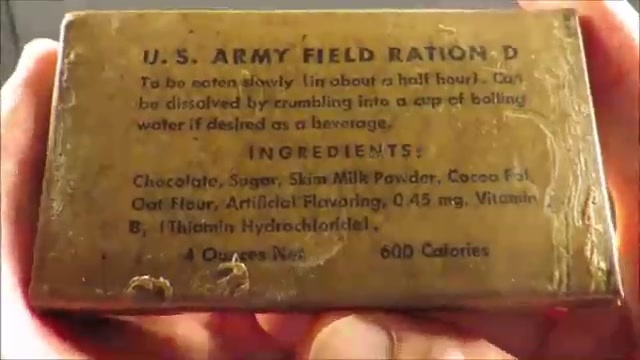 U. S. ARMY FIELD RATION D
To be eaten slowly (in about a half hour). Can
be dissolved by crumbling into a cup of boiling
water if desired as a beverage.
INGREDIENTS:
Chocolate, Sugar, Skim Milk Powder, Cocoa Fat,
Oat Flour, Artificial Flavoring, 0.45 mg. Vitamin
B₁ (Thiamin Hydrochloride).
4 Ounces Net 600 Calories